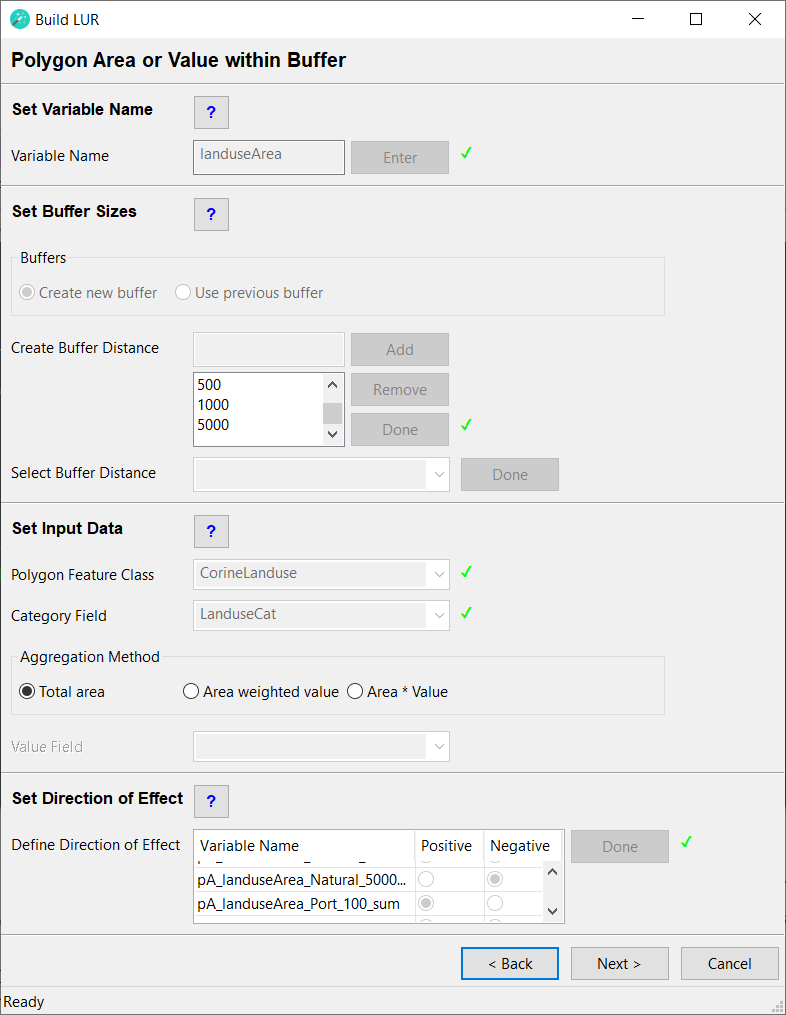 Build LUR
Polygon Area or Value within Buffer
Set Variable Name ?
Variable Name landuseArea Enter
Set Buffer Sizes ?
Buffers
Create new buffer Use previous buffer
Create Buffer Distance Add
500
1000 Remove
5000 Done
Select Buffer Distance Done
Set Input Data ?
Polygon Feature Class CorineLanduse
Category Field LanduseCat
Aggregation Method
Total area Area weighted value Area * Value
Value Field
Set Direction of Effect ?
Define Direction of Effect Variable Name Positive Negative Done
pA_landuseArea_Natural_5000...
pA_landuseArea_Port_100_sum
< Back Next > Cancel
Ready